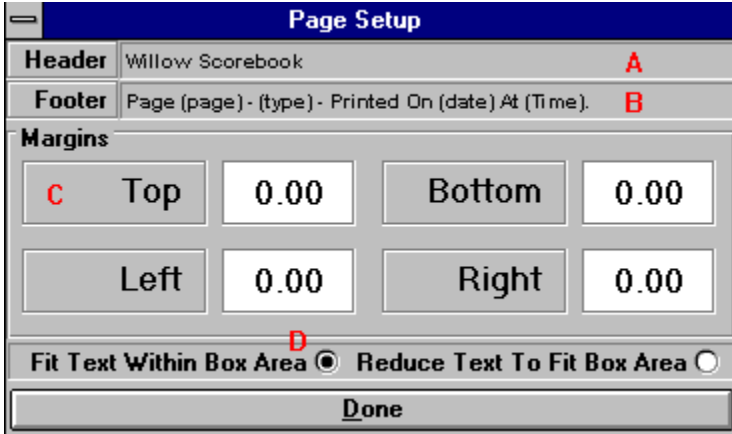 Page Setup
Header Willow Scorebook A
Footer Page (page) - (type) - Printed On (date) At (Time). B
Margins
C Top 0.00 Bottom 0.00
Left 0.00 Right 0.00
D
Fit Text Within Box Area Reduce Text To Fit Box Area
Done